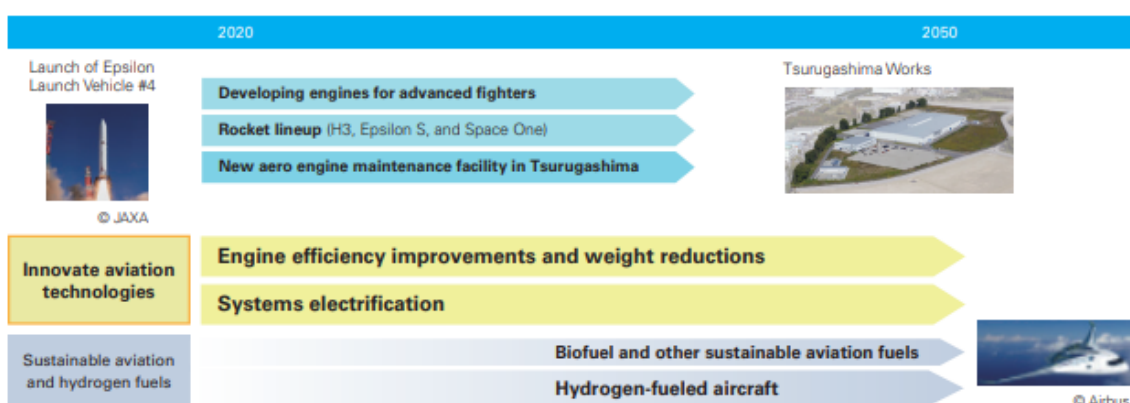 2020
2050
Launch of Epsilon
Launch Vehicle #4
© JAXA
Developing engines for advanced fighters
Rocket lineup (H3, Epsilon S, and Space One)
New aero engine maintenance facility in Tsurugashima
Tsurugashima Works
Innovate aviation
technologies
Engine efficiency improvements and weight reductions
Systems electrification
Sustainable aviation
and hydrogen fuels
Biofuel and other sustainable aviation fuels
Hydrogen-fueled aircraft
© Airbus